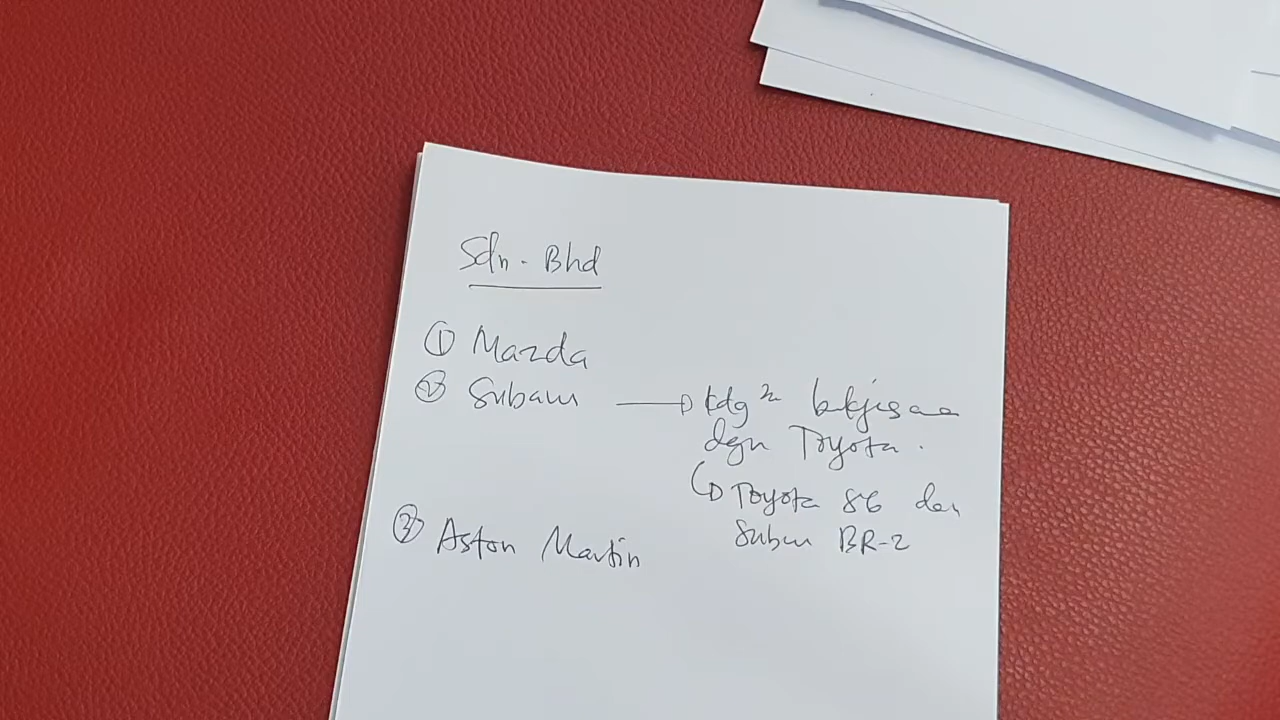 Sdn. Bhd
① Mazda
② Subaru → kdg² bekerjasama
dgn Toyota.
↳ Toyota 86 dan
Subaru BR-Z
③ Aston Martin